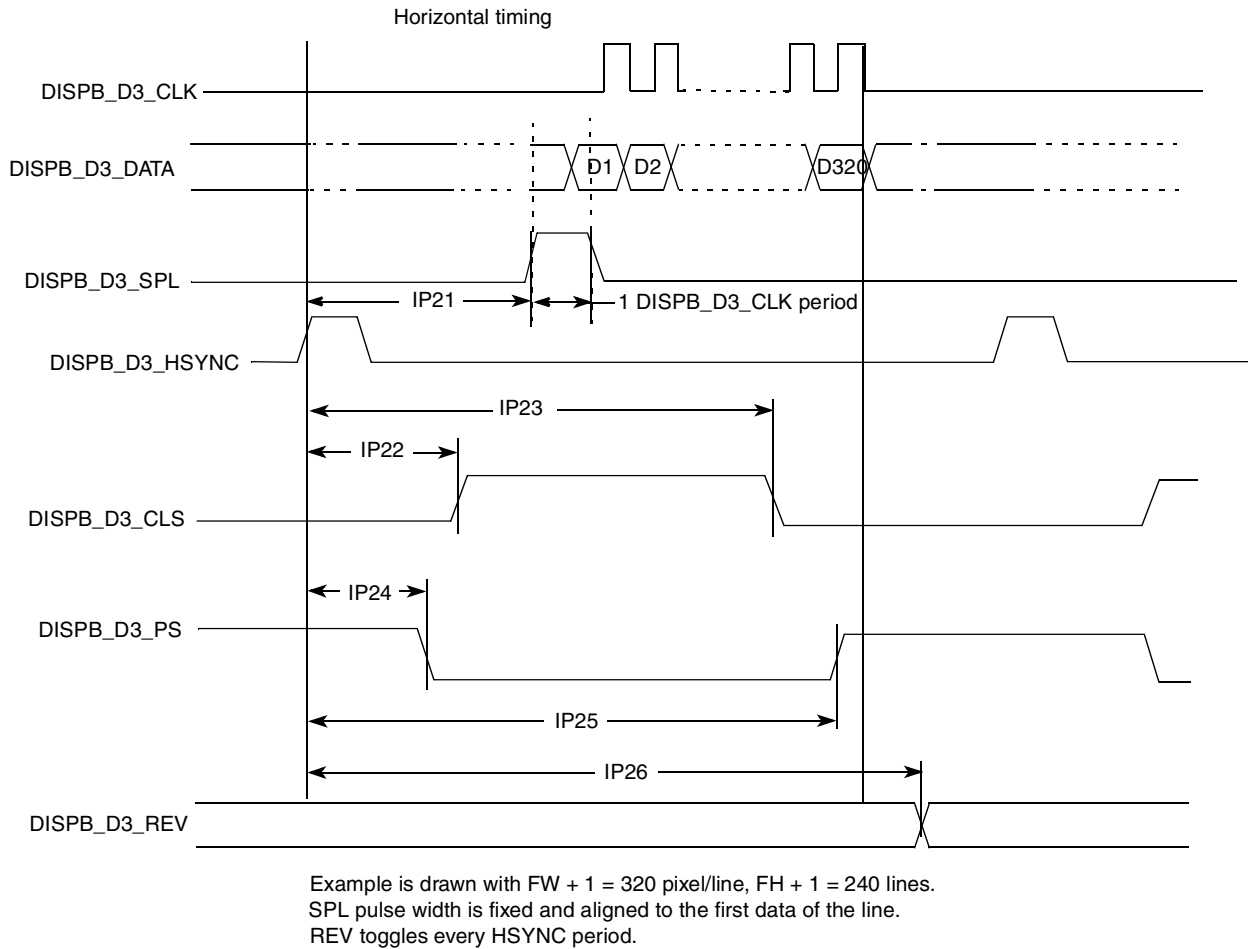 Horizontal timing
DISPB_D3_CLK
DISPB_D3_DATA
D1 D2 D320
DISPB_D3_SPL
IP21
1 DISPB_D3_CLK period
DISPB_D3_HSYNC
IP23
IP22
DISPB_D3_CLS
IP24
DISPB_D3_PS
IP25
IP26
DISPB_D3_REV
Example is drawn with FW + 1 = 320 pixel/line, FH + 1 = 240 lines.
SPL pulse width is fixed and aligned to the first data of the line.
REV toggles every HSYNC period.